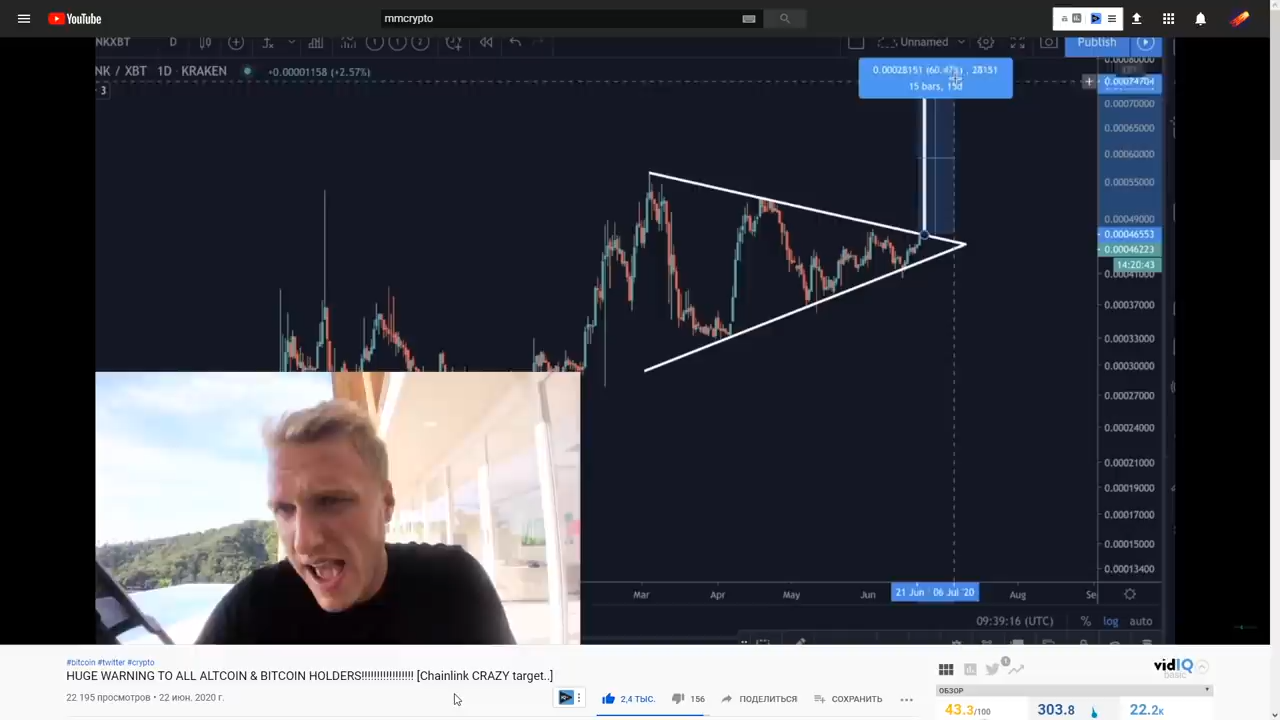 YouTube
mmcrypto
NKXBT D Unnamed Publish
NK / XBT 1D KRAKEN +0.00001158 (+2.57%)
3
15 bars, 15d
0.00070000
0.00065000
0.00060000
0.00055000
0.00049000
0.00046553
0.00046223
14:20:43
0.00041000
0.00037000
0.00033000
0.00030000
0.00027000
0.00024000
0.00021000
0.00019000
0.00017000
0.00015000
0.00013400
Mar Apr May Jun 21 Jun 06 Jul '20 Aug Se
09:39:16 (UTC) % log auto
#bitcoin #twitter #crypto
HUGE WARNING TO ALL ALTCOIN & BITCOIN HOLDERS!!!!!!!!!!!!!!!! [Chainlink CRAZY target..]
22 195 просмотров • 22 июн. 2020 г.
2,4 ТЫС. 156 ПОДЕЛИТЬСЯ СОХРАНИТЬ
1
vidIQ
basic
ОБЗОР
43.3/100 303.8 22.2K